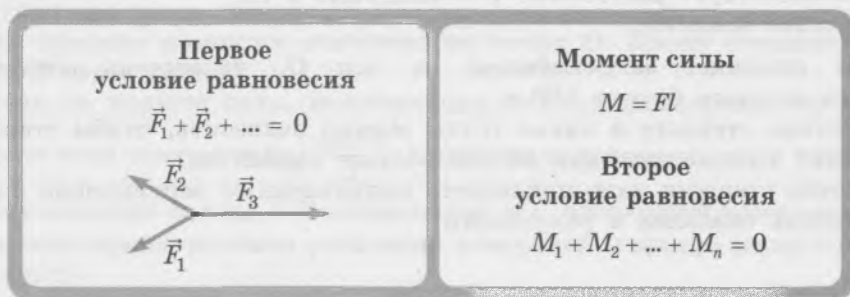 Первое
условие равновесия
F⃗₁ + F⃗₂ + ... = 0
F⃗₂
F⃗₃
F⃗₁
Момент силы
M = Fl
Второе
условие равновесия
M₁ + M₂ + ... + Mₙ = 0